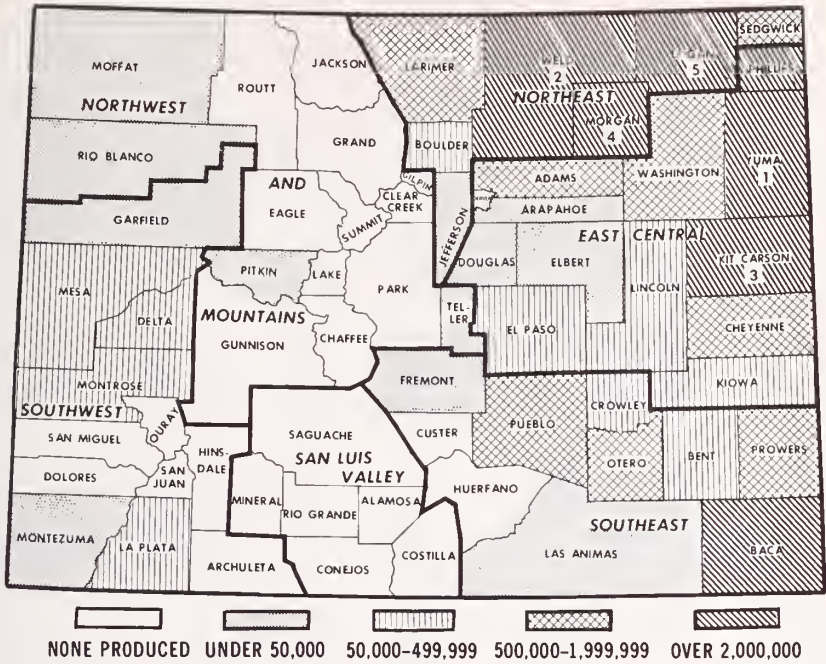 SEDGWICK
MOFFAT
JACKSON
LARIMER
WELD
2
LOGAN
5
PHILLIPS
ROUTT
NORTHWEST
NORTHEAST
MORGAN
4
GRAND
BOULDER
RIO BLANCO
YUMA
1
WASHINGTON
GILPIN
ADAMS
AND
CLEAR
CREEK
EAGLE
ARAPAHOE
GARFIELD
SUMMIT
JEFFERSON
EAST CENTRAL
DOUGLAS
ELBERT
KIT CARSON
3
PITKIN
LAKE
MESA
PARK
LINCOLN
TEL-
LER
DELTA
MOUNTAINS
EL PASO
CHEYENNE
GUNNISON
CHAFFEE
MONTROSE
FREMONT
KIOWA
SOUTHWEST
OURAY
CROWLEY
SAN MIGUEL
SAGUACHE
CUSTER
PUEBLO
HINS-
DALE
SAN LUIS
VALLEY
OTERO
BENT
PROWERS
DOLORES
SAN
JUAN
HUERFANO
MINERAL
RIO GRANDE
ALAMOSA
SOUTHEAST
MONTEZUMA
LA PLATA
LAS ANIMAS
BACA
ARCHULETA
CONEJOS
COSTILLA
NONE PRODUCED UNDER 50,000 50,000-499,999 500,000-1,999,999 OVER 2,000,000